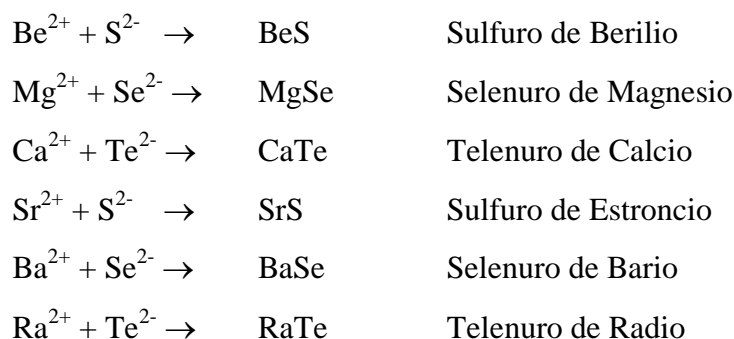 Be²⁺ + S²⁻ → BeS Sulfuro de Berilio
Mg²⁺ + Se²⁻ → MgSe Selenuro de Magnesio
Ca²⁺ + Te²⁻ → CaTe Telenuro de Calcio
Sr²⁺ + S²⁻ → SrS Sulfuro de Estroncio
Ba²⁺ + Se²⁻ → BaSe Selenuro de Bario
Ra²⁺ + Te²⁻ → RaTe Telenuro de Radio